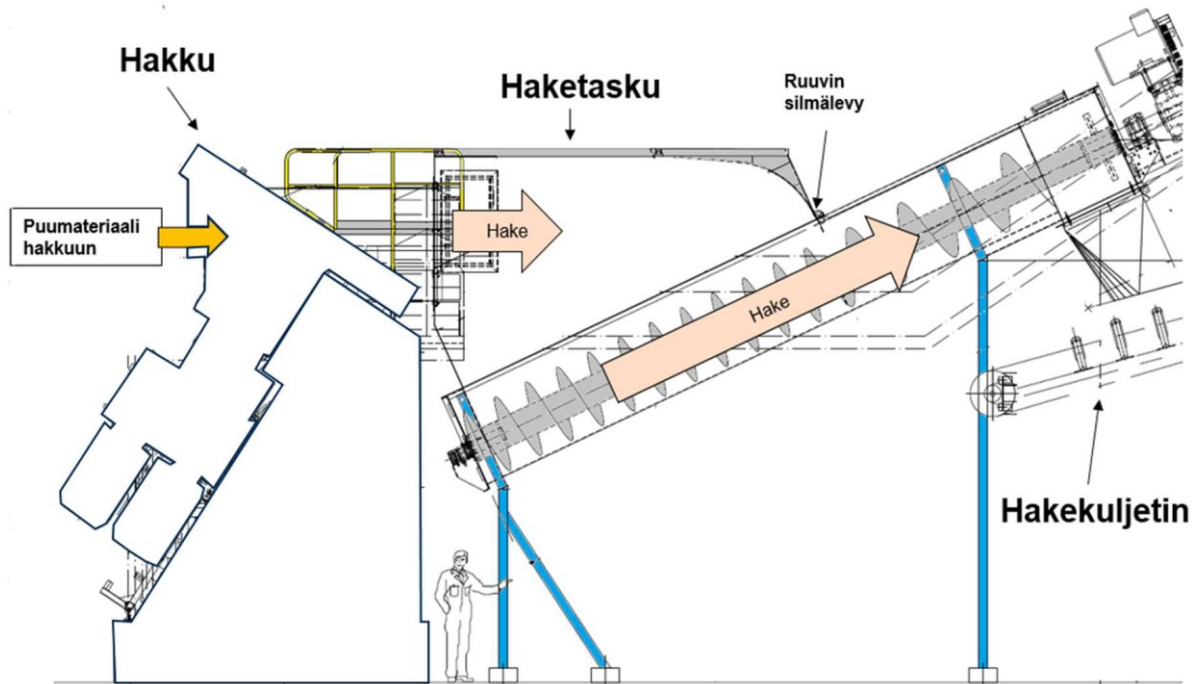 Hakku
Haketasku
Ruuvin
silmälevy
Puumateriaali
hakkuun
Hake
Hake
Hakekuljetin